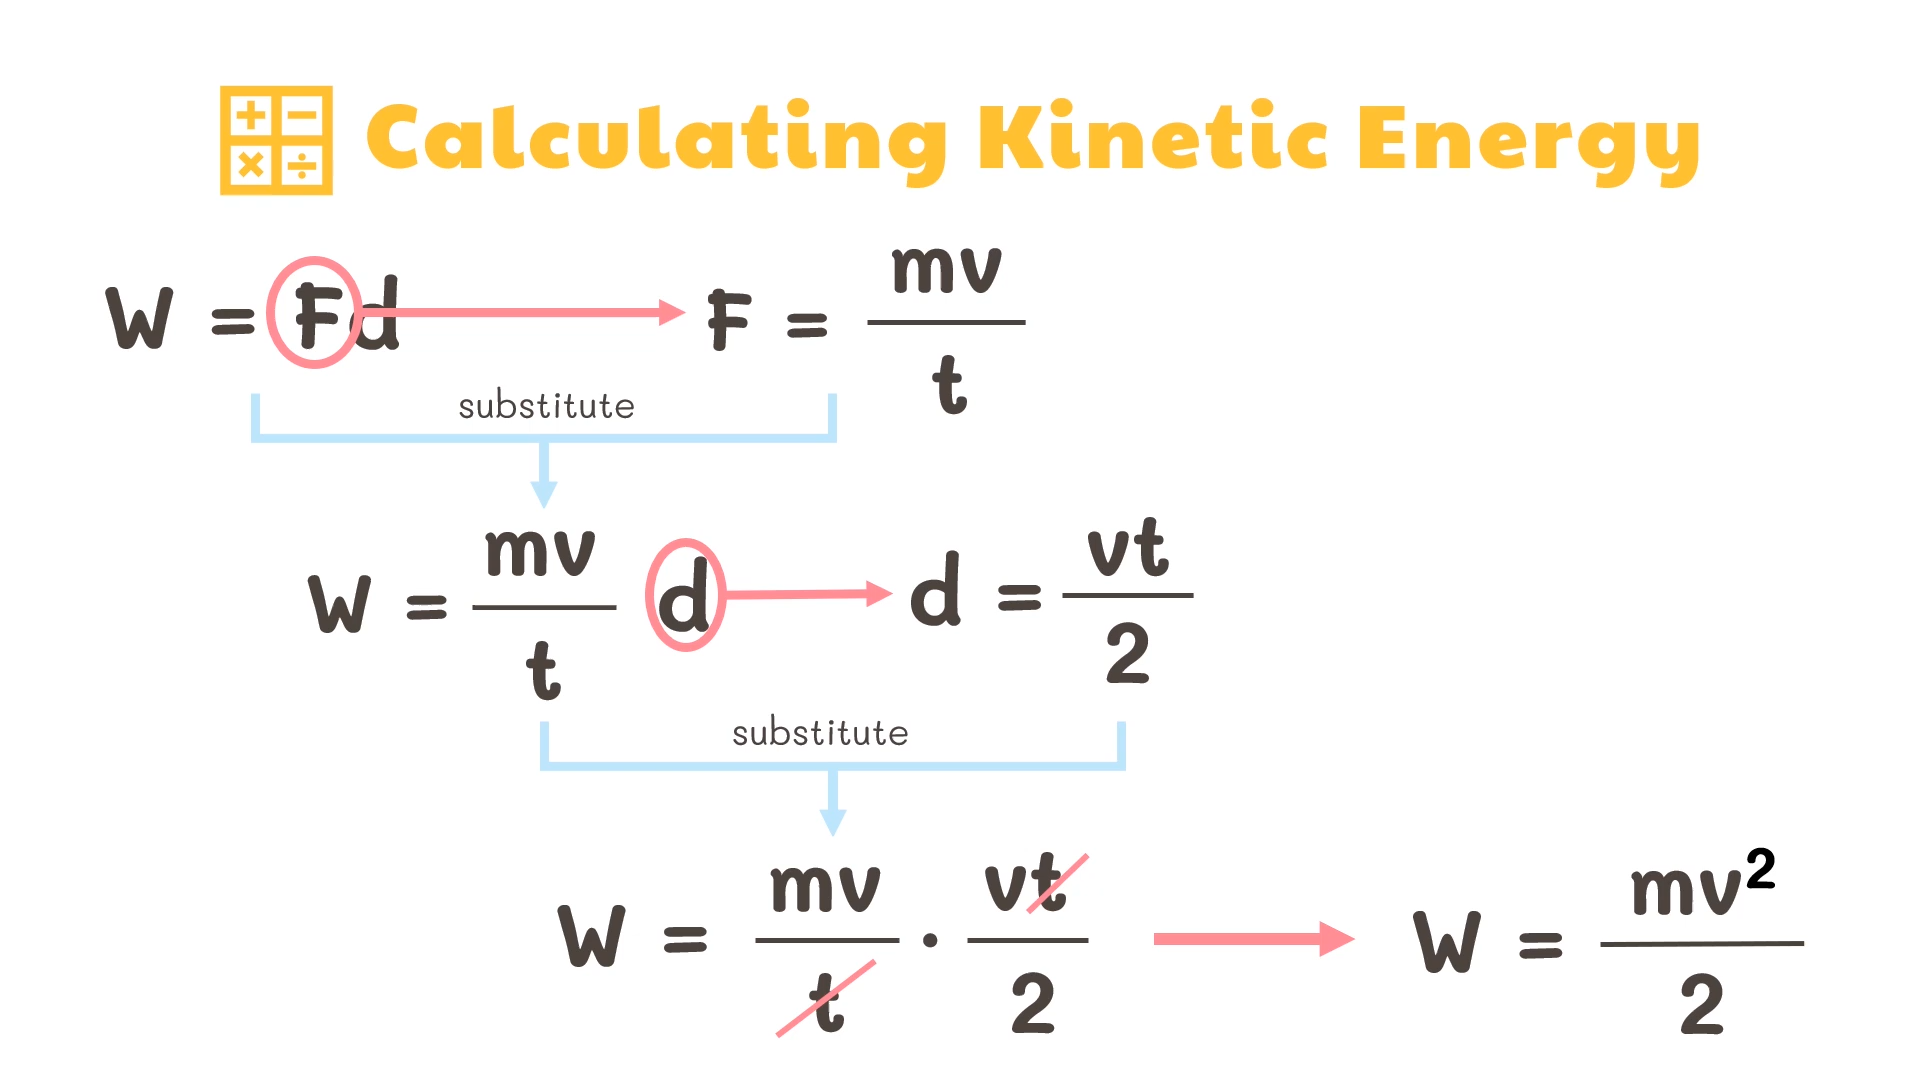 Calculating Kinetic Energy
W = Fd F = mv/t
substitute
W = mv/t d d = vt/2
substitute
W = mv/t · vt/2 W = mv²/2